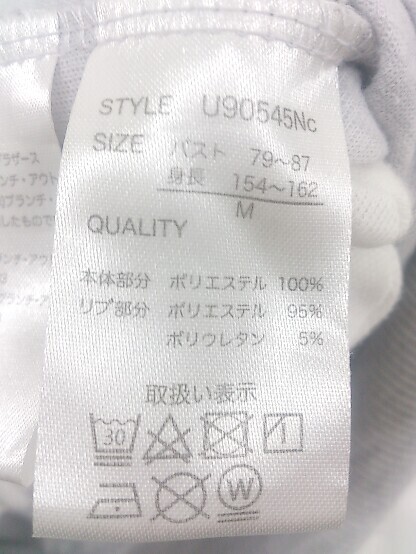 STYLE U90545Nc
SIZE バスト 79～87
身長 154～162
M
QUALITY
本体部分 ポリエステル 100%
リブ部分 ポリエステル 95%
ポリウレタン 5%
取扱い表示
30
W